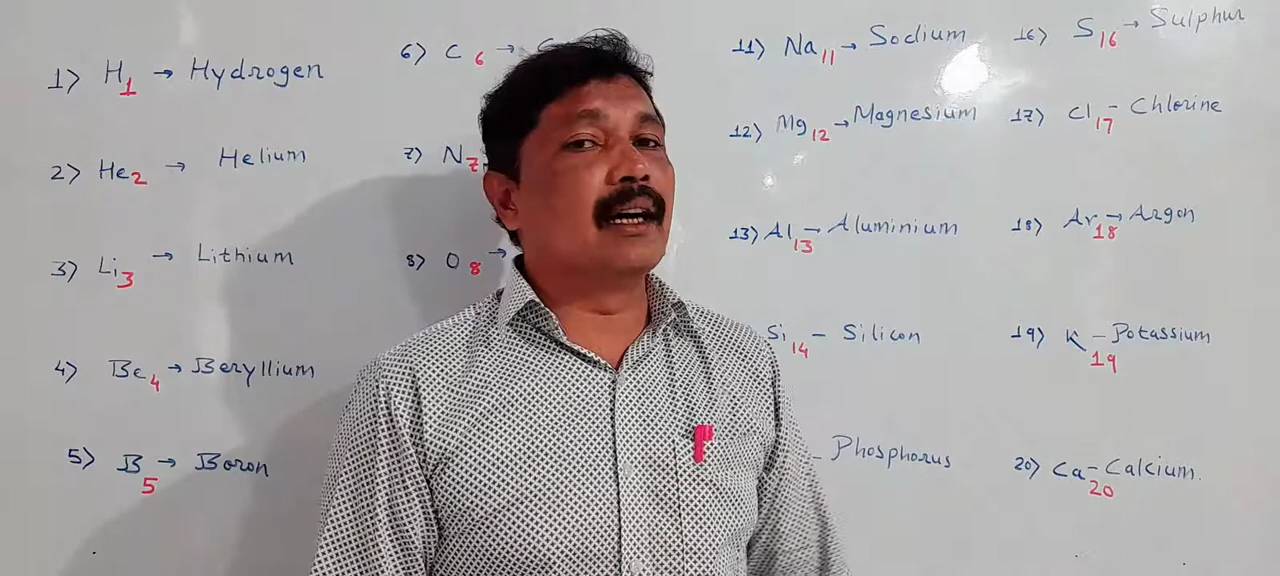 1) H1 → Hydrogen
2) He2 → Helium
3) Li3 → Lithium
4) Be4 → Beryllium
5) B5 → Boron
6) C6 →
7) N7
8) O8 →
11) Na11 → Sodium
12) Mg12 → Magnesium
13) Al13 → Aluminium
Si14 – Silicon
– Phosphorus
16) S16 → Sulphur
17) Cl17 – Chlorine
18) Ar18 → Argon
19) K19 – Potassium
20) Ca20 – Calcium.